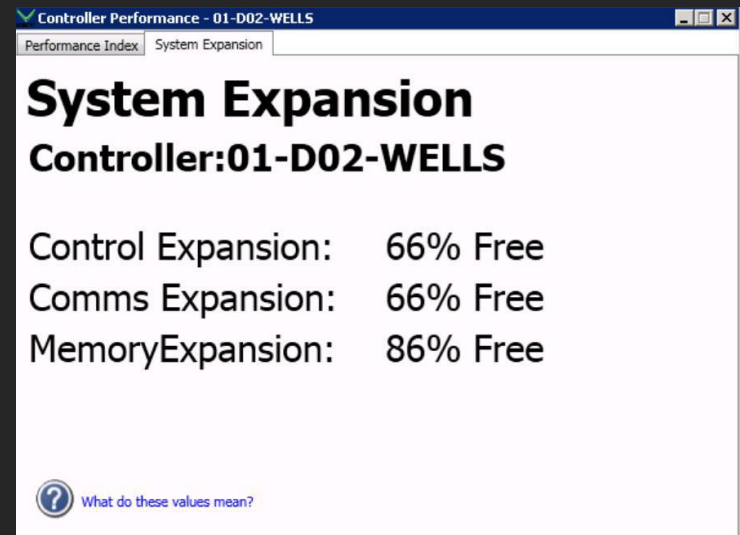 Controller Performance - 01-D02-WELLS
Performance Index System Expansion
System Expansion
Controller:01-D02-WELLS
Control Expansion: 66% Free
Comms Expansion: 66% Free
MemoryExpansion: 86% Free
? What do these values mean?